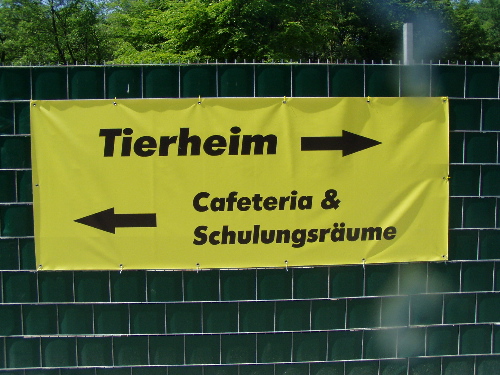 Tierheim
Cafeteria &
Schulungsräume